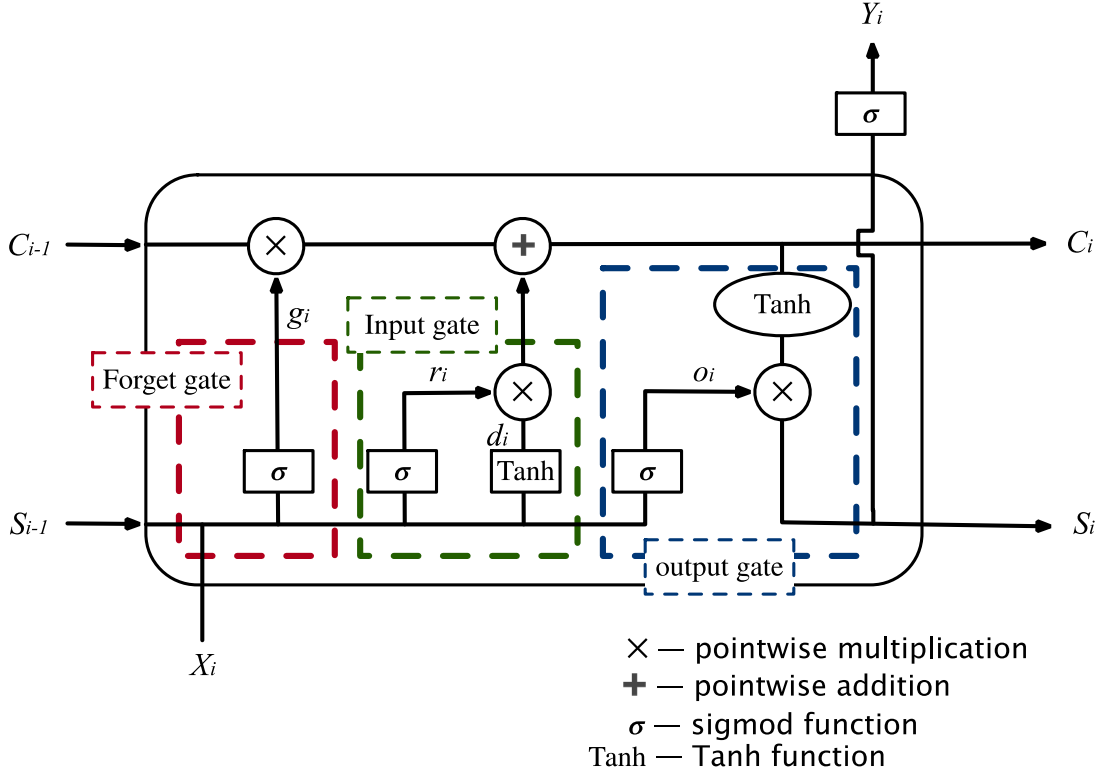 Yi
σ
Ci-1
×
+
Ci
gi
Input gate
Tanh
Forget gate
ri
×
oi
×
di
σ
σ
Tanh
σ
Si-1
Si
output gate
Xi
× — pointwise multiplication
+ — pointwise addition
σ — sigmod function
Tanh — Tanh function